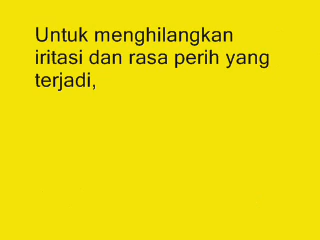 Untuk menghilangkan
iritasi dan rasa perih yang
terjadi,